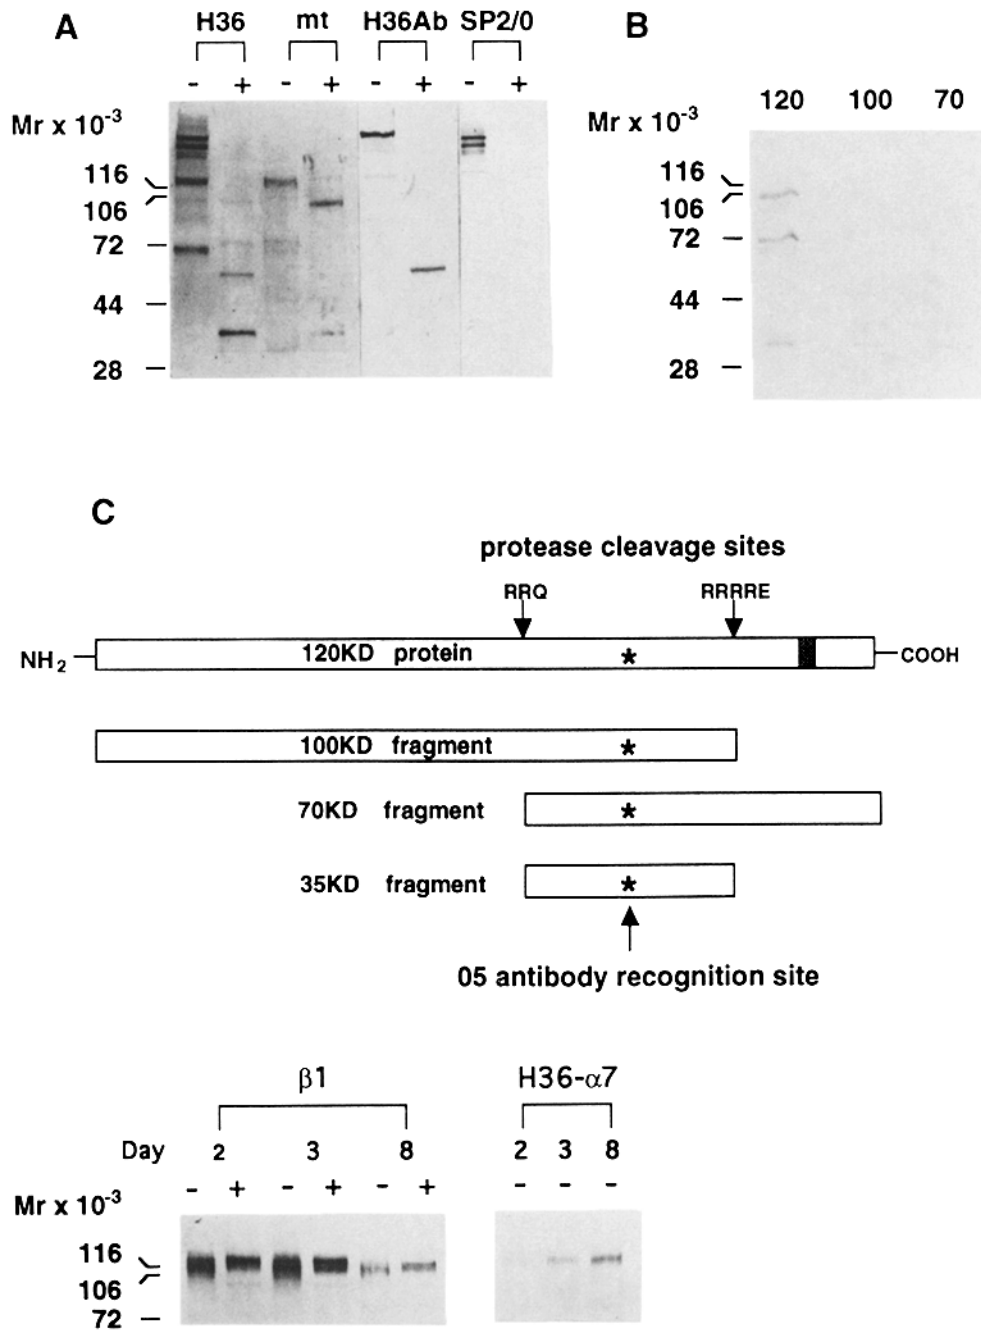 A
H36 mt H36Ab SP2/0
- + - + - + - +
Mr x 10-3
116
106
72
44
28
B
120 100 70
Mr x 10-3
116
106
72
44
28
C
protease cleavage sites
RRQ RRRRE
NH2 120KD protein * COOH
100KD fragment *
70KD fragment *
35KD fragment *
05 antibody recognition site
β1 H36-α7
Day 2 3 8 2 3 8
- + - + - + - - -
Mr x 10-3
116
106
72